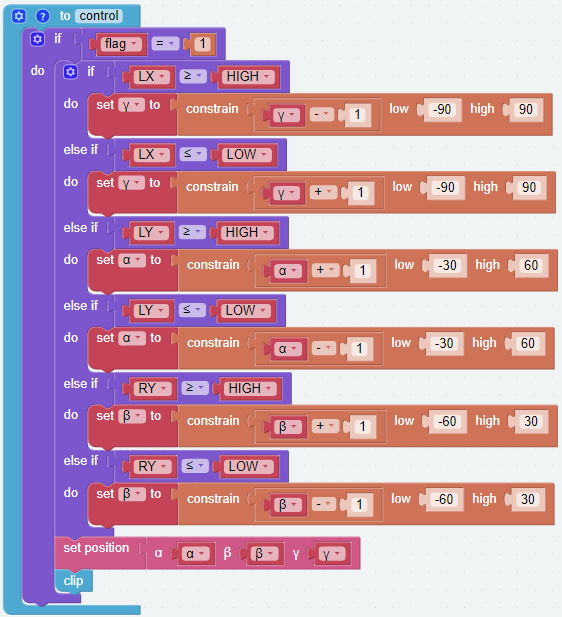 ? to control
if flag = 1
do if LX ≥ HIGH
do set γ to constrain γ - 1 low -90 high 90
else if LX ≤ LOW
do set γ to constrain γ + 1 low -90 high 90
else if LY ≥ HIGH
do set α to constrain α + 1 low -30 high 60
else if LY ≤ LOW
do set α to constrain α - 1 low -30 high 60
else if RY ≥ HIGH
do set β to constrain β + 1 low -60 high 30
else if RY ≤ LOW
do set β to constrain β - 1 low -60 high 30
set position α α β β γ γ
clip